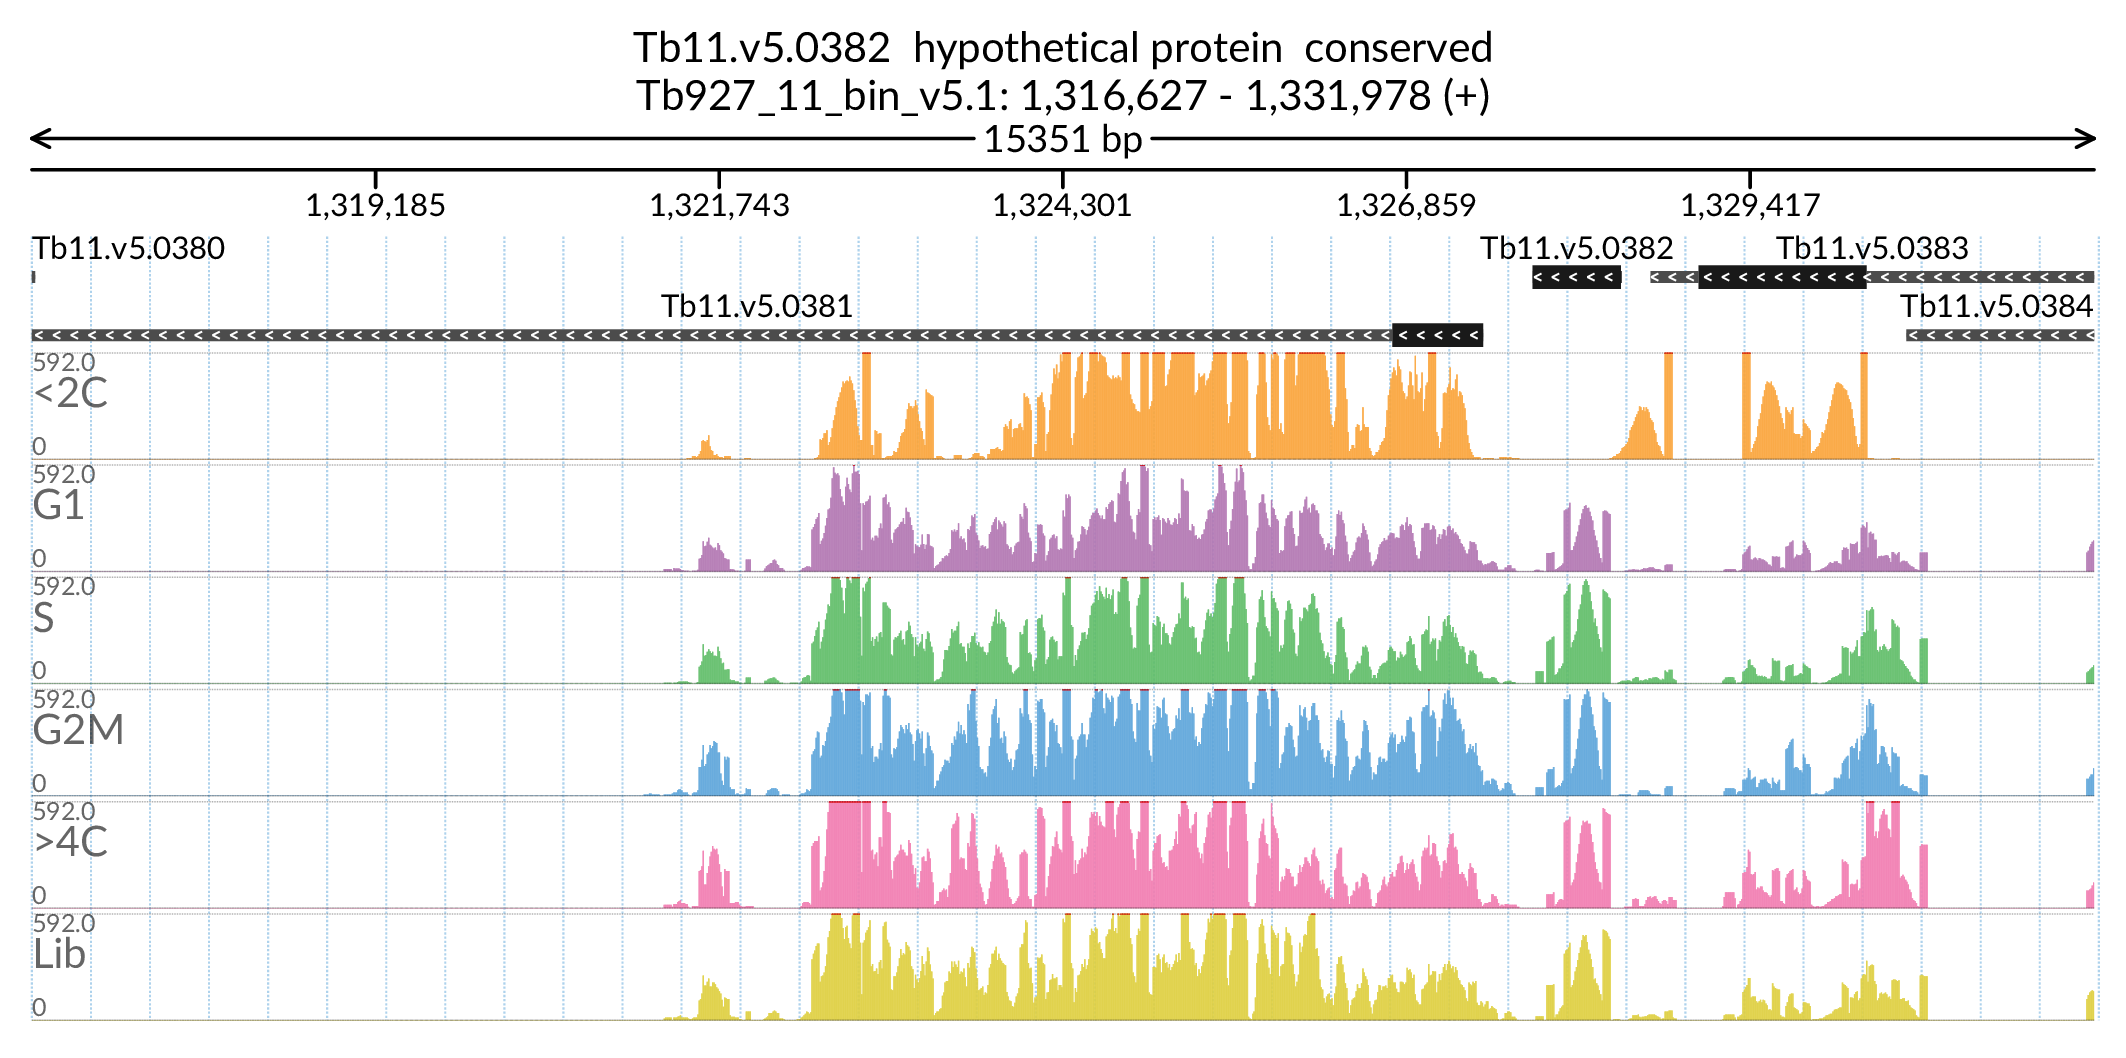 Tb11.v5.0382  hypothetical protein  conserved
Tb927_11_bin_v5.1: 1,316,627 - 1,331,978 (+)
15351 bp
1,319,185 1,321,743 1,324,301 1,326,859 1,329,417
Tb11.v5.0380 Tb11.v5.0382 Tb11.v5.0383
Tb11.v5.0381 Tb11.v5.0384
592.0
<2C
0
592.0
G1
0
592.0
S
0
592.0
G2M
0
592.0
>4C
0
592.0
Lib
0